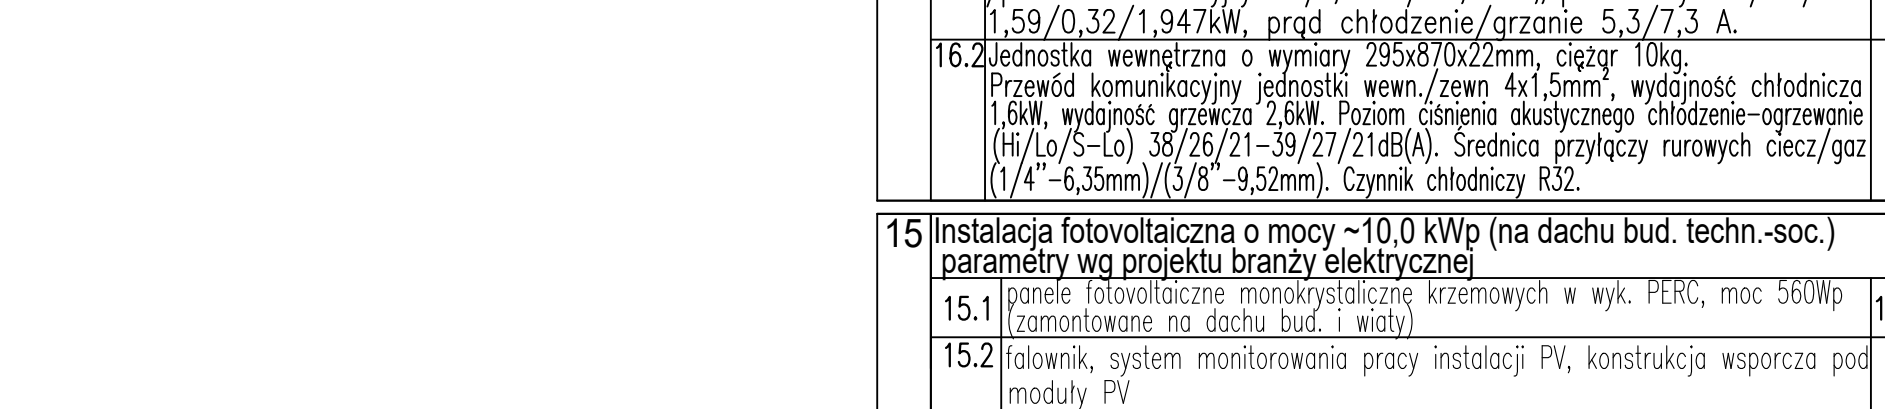 1,59/0,32/1,947kW, prąd chłodzenie/grzanie 5,3/7,3 A.
16.2 Jednostka wewnętrzna o wymiary 295x870x22mm, ciężar 10kg.
Przewód komunikacyjny jednostki wewn./zewn 4x1,5mm², wydajność chłodnicza
1,6kW, wydajność grzewcza 2,6kW. Poziom ciśnienia akustycznego chłodzenie-ogrzewanie
(Hi/Lo/S-Lo) 38/26/21-39/27/21dB(A). Średnica przyłączy rurowych ciecz/gaz
(1/4"-6,35mm)/(3/8"-9,52mm). Czynnik chłodniczy R32.
15 Instalacja fotovoltaiczna o mocy ~10,0 kWp (na dachu bud. techn.-soc.)
parametry wg projektu branży elektrycznej
15.1 panele fotovoltaiczne monokrystaliczne krzemowych w wyk. PERC, moc 560Wp
(zamontowane na dachu bud. i wiaty)
15.2 falownik, system monitorowania pracy instalacji PV, konstrukcja wsporcza pod
moduły PV